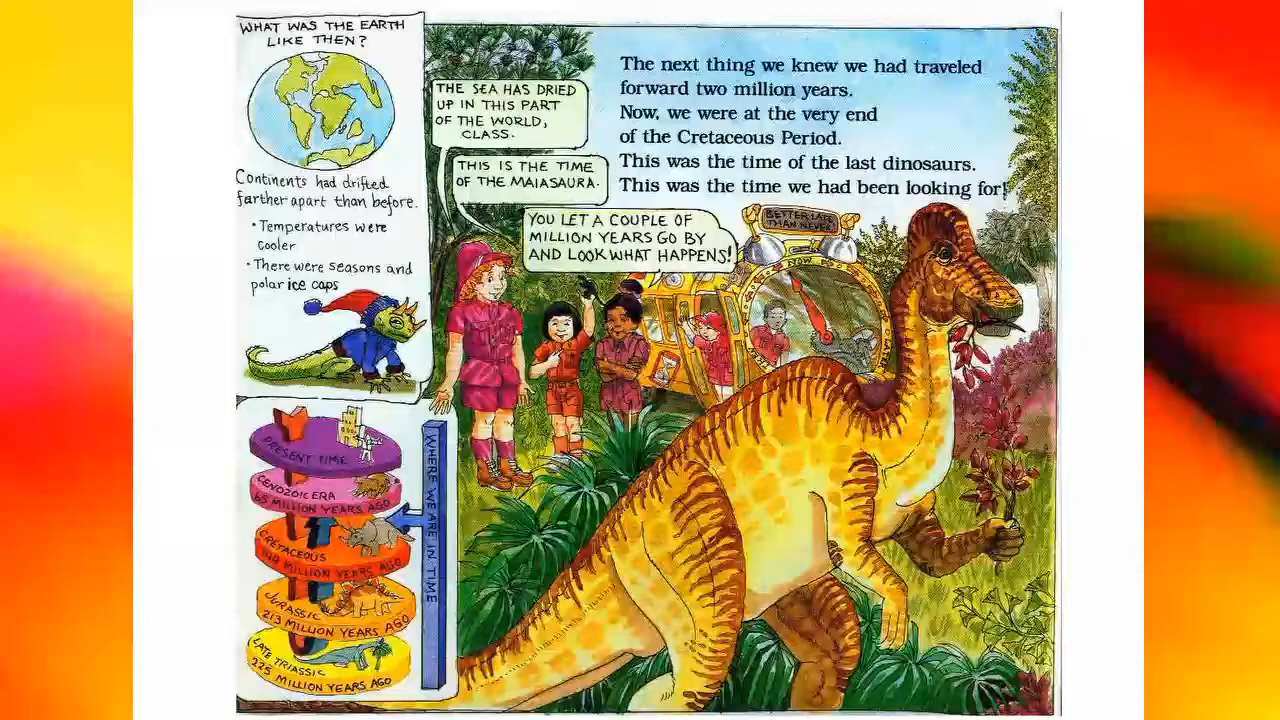 WHAT WAS THE EARTH
LIKE THEN?
Continents had drifted
farther apart than before.
• Temperatures were
cooler
• There were seasons and
polar ice caps
THE SEA HAS DRIED
UP IN THIS PART
OF THE WORLD,
CLASS.
THIS IS THE TIME
OF THE MAIASAURA.
YOU LET A COUPLE OF
MILLION YEARS GO BY
AND LOOK WHAT HAPPENS!
The next thing we knew we had traveled
forward two million years.
Now, we were at the very end
of the Cretaceous Period.
This was the time of the last dinosaurs.
This was the time we had been looking for!
BETTER LATE
THAN NEVER!
NOW
LATER
PRESENT TIME
CENOZOIC ERA
65 MILLION YEARS AGO
CRETACEOUS
MILLION YEARS AGO
JURASSIC
213 MILLION YEARS AGO
LATE TRIASSIC
225 MILLION YEARS AGO
WHERE WE ARE IN TIME